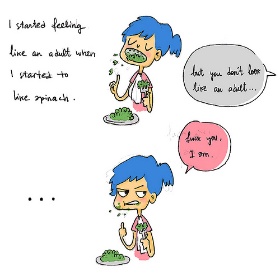 I started feeling
like an adult when
I started to
like spinach.
but you don't look
like an adult...
fuck you,
I am.
...